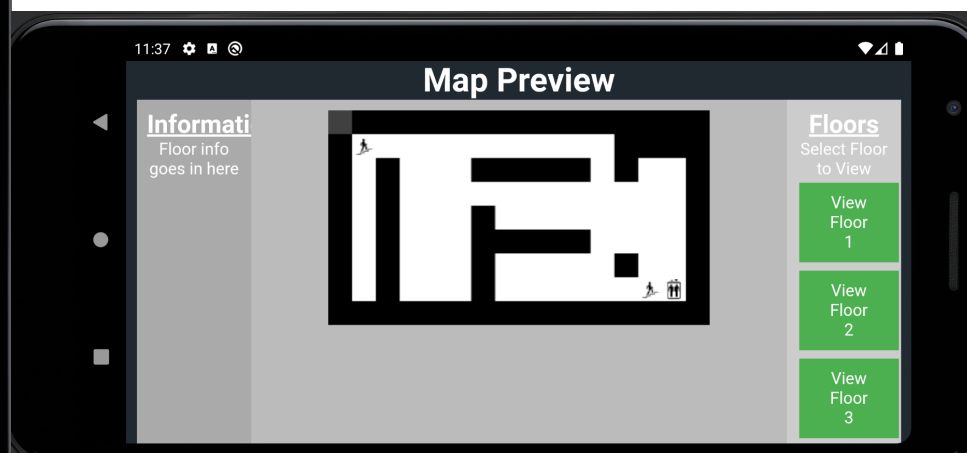 11:37
Map Preview
Informati
Floor info
goes in here
Floors
Select Floor
to View
View
Floor
1
View
Floor
2
View
Floor
3